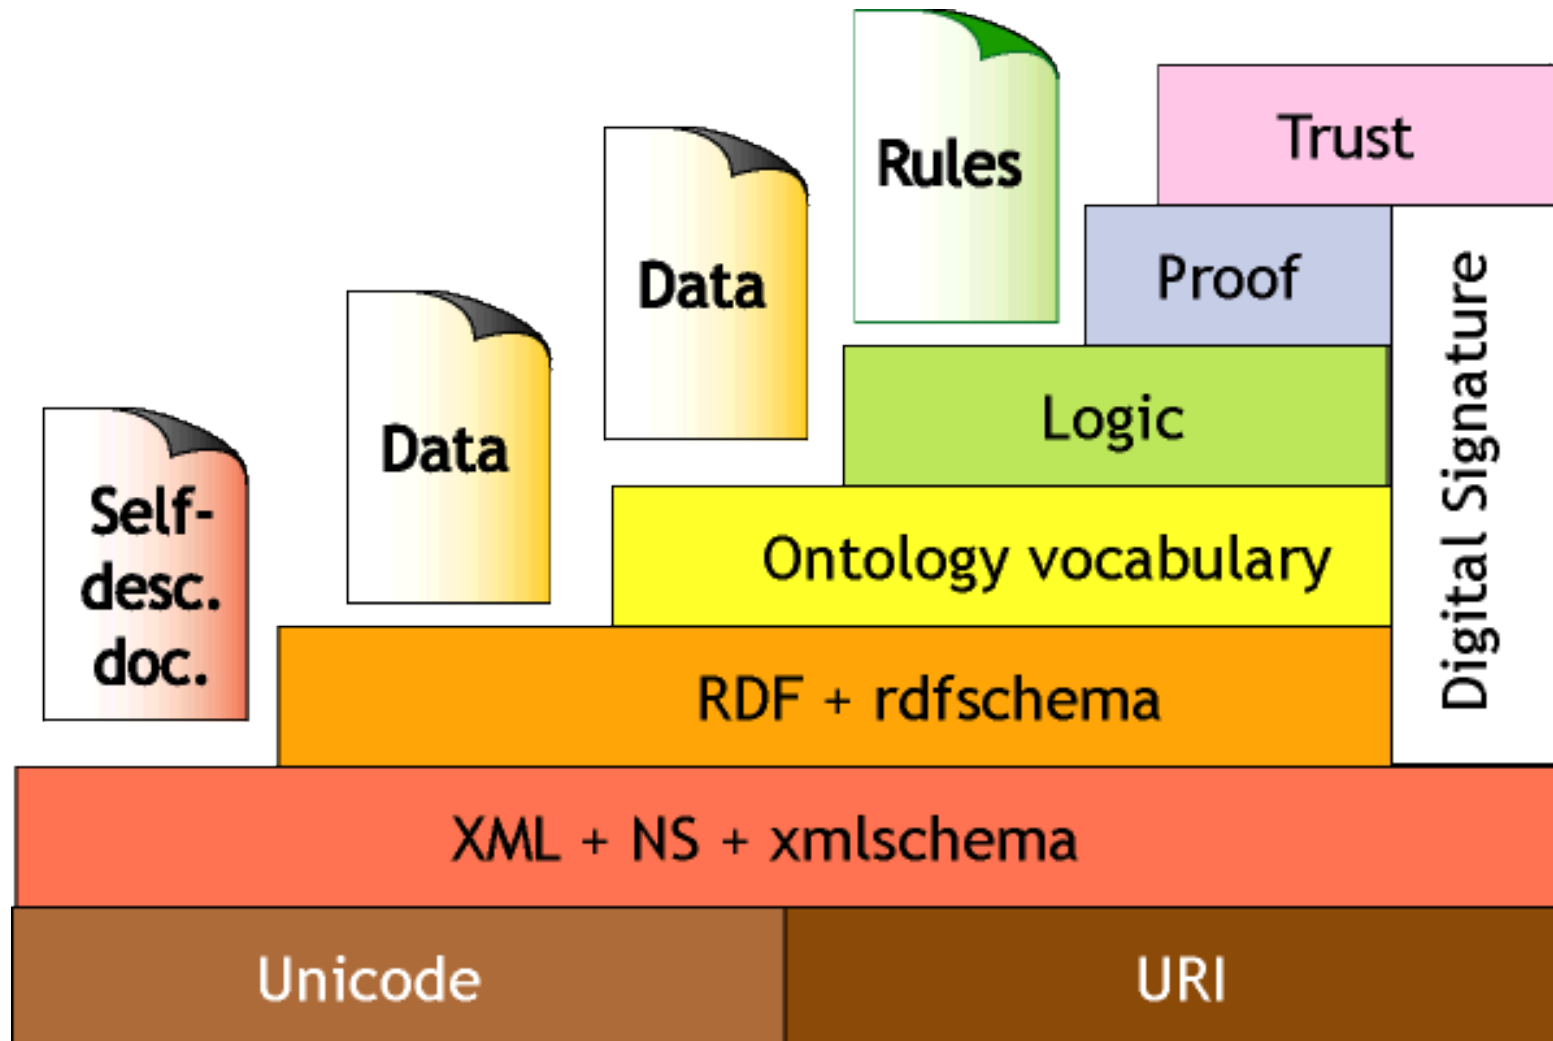 Trust
Rules
Proof
Data
Digital Signature
Logic
Data
Ontology vocabulary
Self-
desc.
doc.
RDF + rdfschema
XML + NS + xmlschema
Unicode
URI